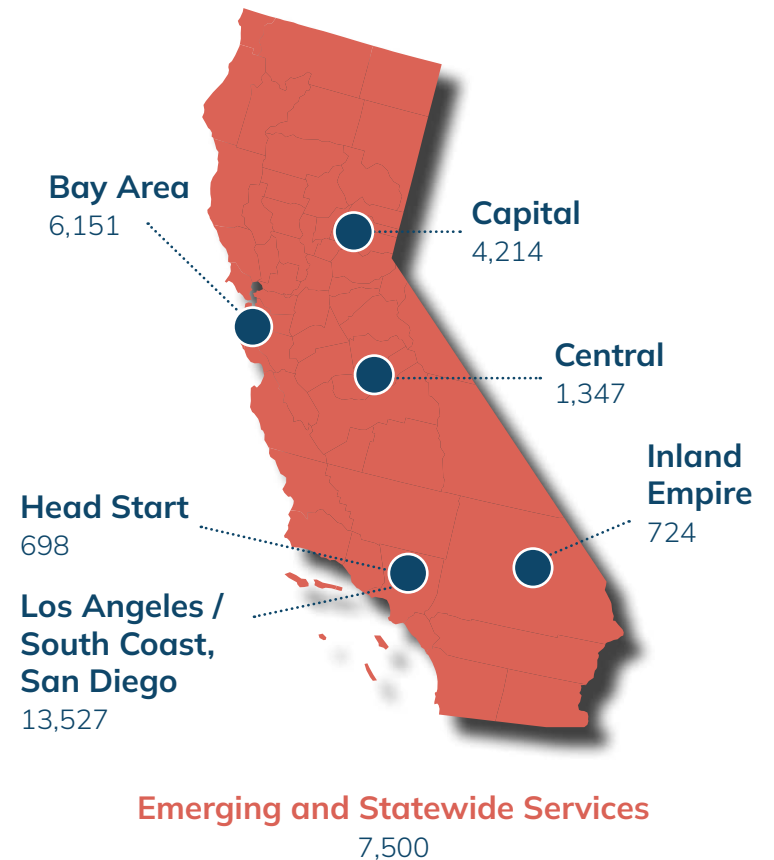 Bay Area
6,151
Capital
4,214
Central
1,347
Inland
Empire
724
Head Start
698
Los Angeles /
South Coast,
San Diego
13,527
Emerging and Statewide Services
7,500